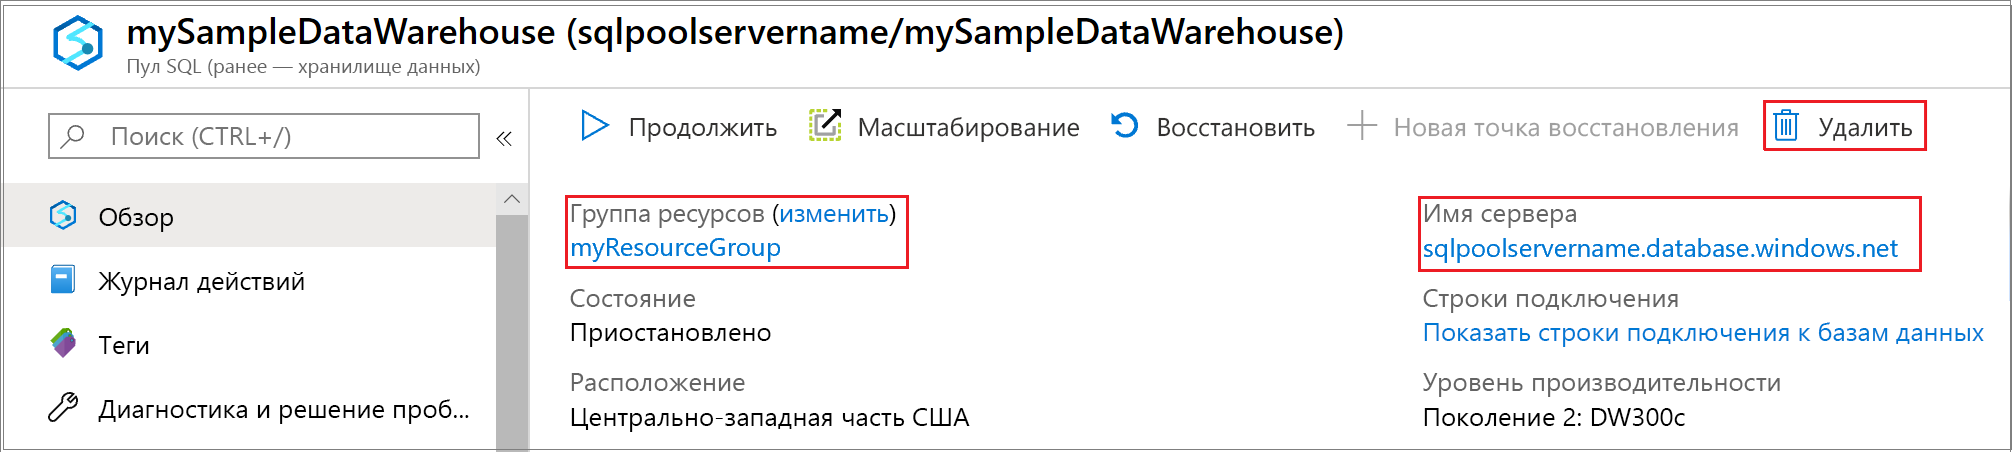 mySampleDataWarehouse (sqlpoolservername/mySampleDataWarehouse)
Пул SQL (ранее — хранилище данных)
Поиск (CTRL+/)
«
Обзор
Журнал действий
Теги
Диагностика и решение проб...
Продолжить Масштабирование Восстановить Новая точка восстановления Удалить
Группа ресурсов (изменить)
myResourceGroup
Состояние
Приостановлено
Расположение
Центрально-западная часть США
Имя сервера
sqlpoolservername.database.windows.net
Строки подключения
Показать строки подключения к базам данных
Уровень производительности
Поколение 2: DW300c